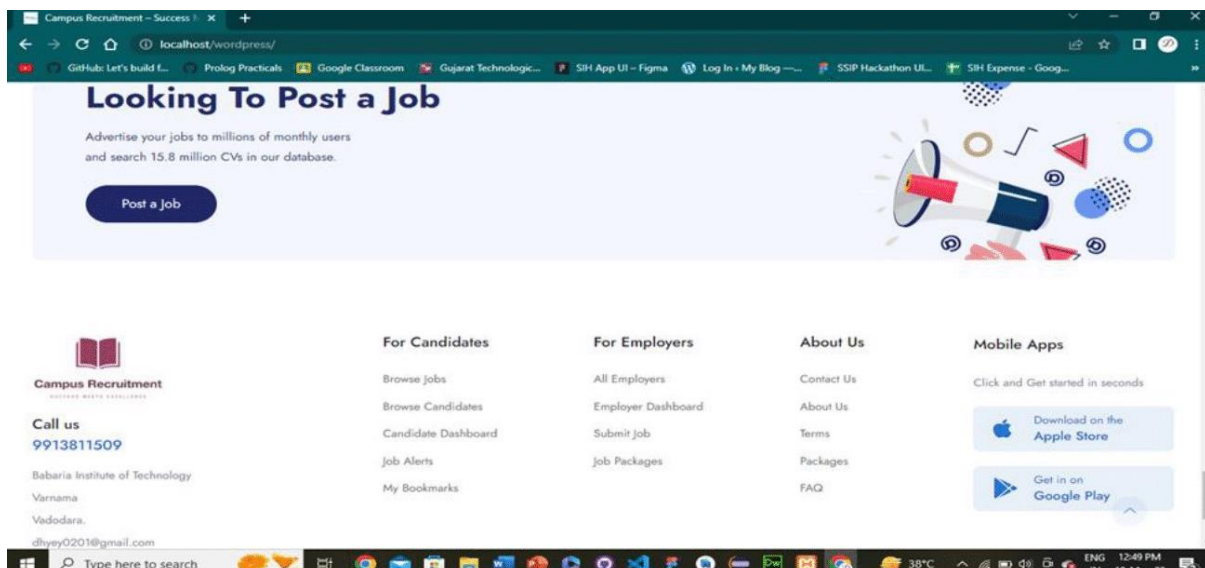 Campus Recruitment – Success
localhost/wordpress/
GitHub: Let's build f... Prolog Practicals Google Classroom Gujarat Technologic... SIH App UI – Figma Log In ‹ My Blog —... SSIP Hackathon UI... SIH Expense - Goog...
Looking To Post a Job
Advertise your jobs to millions of monthly users
and search 15.8 million CVs in our database.
Post a Job
Campus Recruitment
SUCCESS MEETS EXCELLENCE
Call us
9913811509
Babaria Institute of Technology
Varnama
Vadodara.
dhyey0201@gmail.com
For Candidates
Browse Jobs
Browse Candidates
Candidate Dashboard
Job Alerts
My Bookmarks
For Employers
All Employers
Employer Dashboard
Submit Job
Job Packages
About Us
Contact Us
About Us
Terms
Packages
FAQ
Mobile Apps
Click and Get started in seconds
Download on the
Apple Store
Get in on
Google Play
Type here to search
38°C
ENG
12:49 PM